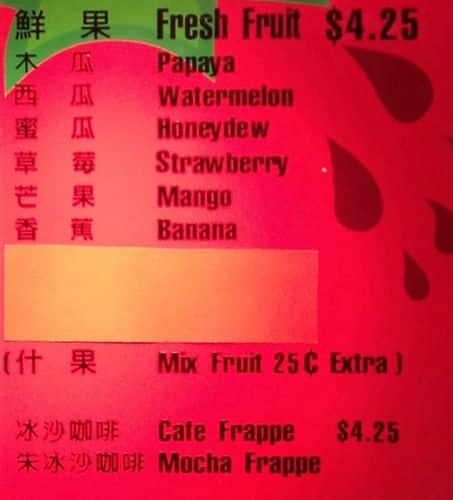 鮮 果 Fresh Fruit $4.25
木 瓜 Papaya
西 瓜 Watermelon
蜜 瓜 Honeydew
草 莓 Strawberry
芒 果 Mango
香 蕉 Banana
(什 果 Mix Fruit 25¢ Extra)
冰沙咖啡 Cafe Frappe $4.25
朱冰沙咖啡 Mocha Frappe